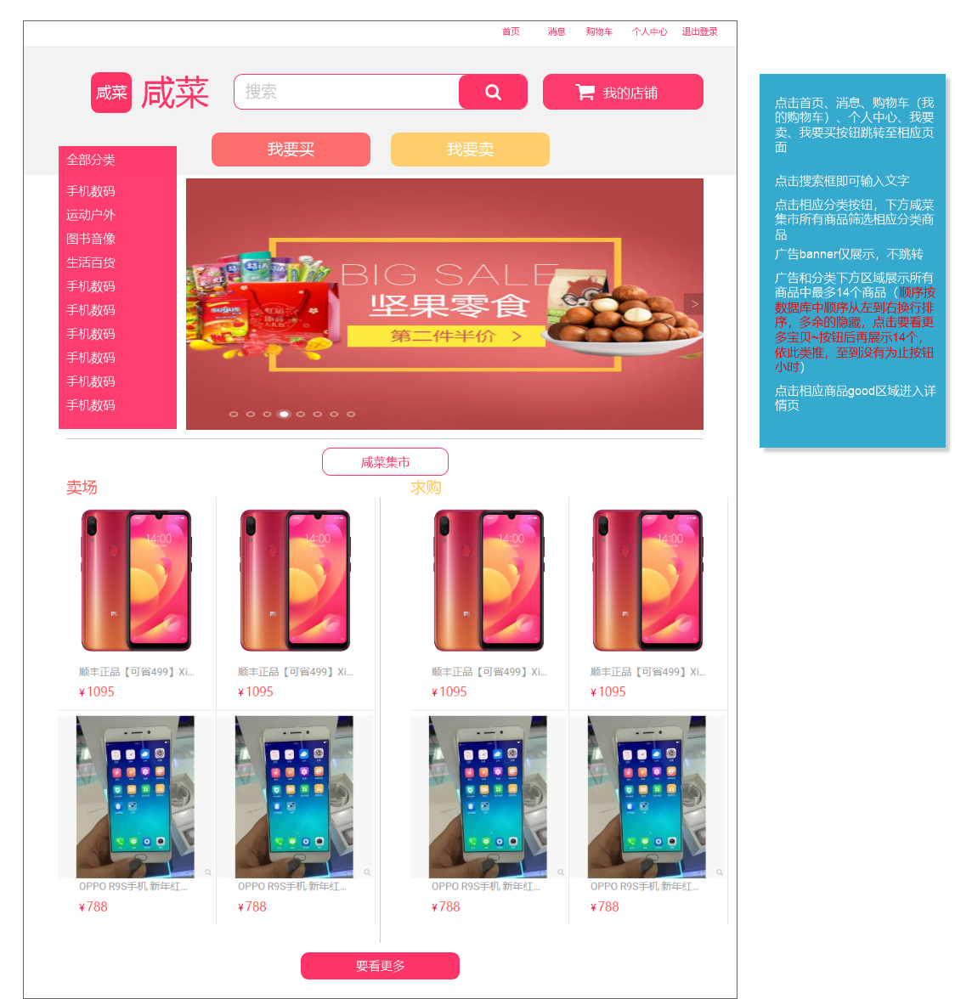 首页 消息 购物车 个人中心 退出登录
咸菜 咸菜 搜索 我的店铺
我要买 我要卖
全部分类
手机数码
运动户外
图书音像
生活百货
手机数码
手机数码
手机数码
手机数码
手机数码
手机数码
BIG SALE
坚果零食
第二件半价 >
>
咸菜集市
卖场 求购
14:00 14:00 14:00 14:00
顺丰正品【可省499】Xi... 顺丰正品【可省499】Xi... 顺丰正品【可省499】Xi... 顺丰正品【可省499】Xi...
¥1095 ¥1095 ¥1095 ¥1095
OPPO R9S手机 新年红... OPPO R9S手机 新年红... OPPO R9S手机 新年红... OPPO R9S手机 新年红...
¥788 ¥788 ¥788 ¥788
要看更多
点击首页、消息、购物车（我
的购物车）、个人中心、我要
卖、我要买按钮跳转至相应页
面
点击搜索框即可输入文字
点击相应分类按钮，下方咸菜
集市所有商品筛选相应分类商
品
广告banner仅展示，不跳转
广告和分类下方区域展示所有
商品中最多14个商品（顺序按
数据库中顺序从左到右换行排
序，多余的隐藏，点击要看更
多宝贝~按钮后再展示14个，
依此类推，至到没有为止按钮
小时）
点击相应商品good区域进入详
情页